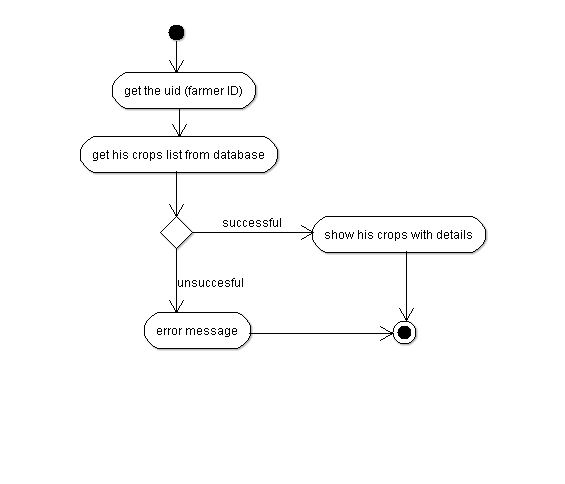 get the uid (farmer ID)
get his crops list from database
successful
show his crops with details
unsuccesful
error message